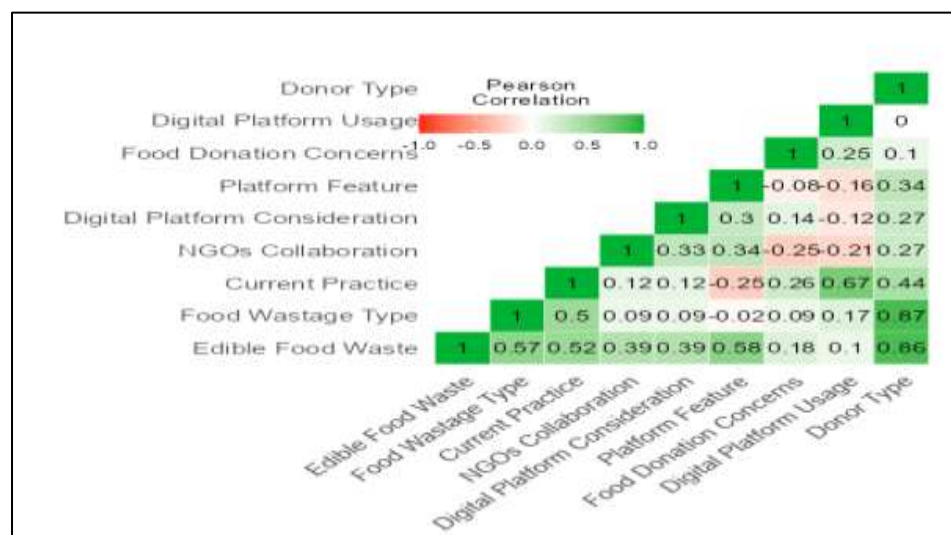 Donor Type 1
Pearson Correlation
-1.0 -0.5 0.0 0.5 1.0
Digital Platform Usage 1 0
Food Donation Concerns 1 0.25 0.1
Platform Feature 1 -0.08 -0.16 0.34
Digital Platform Consideration 1 0.3 0.14 -0.12 0.27
NGOs Collaboration 1 0.33 0.34 -0.25 -0.21 0.27
Current Practice 1 0.12 0.12 -0.25 0.26 0.67 0.44
Food Wastage Type 1 0.5 0.09 0.09 -0.02 0.09 0.17 0.87
Edible Food Waste 1 0.57 0.52 0.39 0.39 0.58 0.18 0.1 0.86
Edible Food Waste
Food Wastage Type
Current Practice
NGOs Collaboration
Digital Platform Consideration
Platform Feature
Food Donation Concerns
Digital Platform Usage
Donor Type